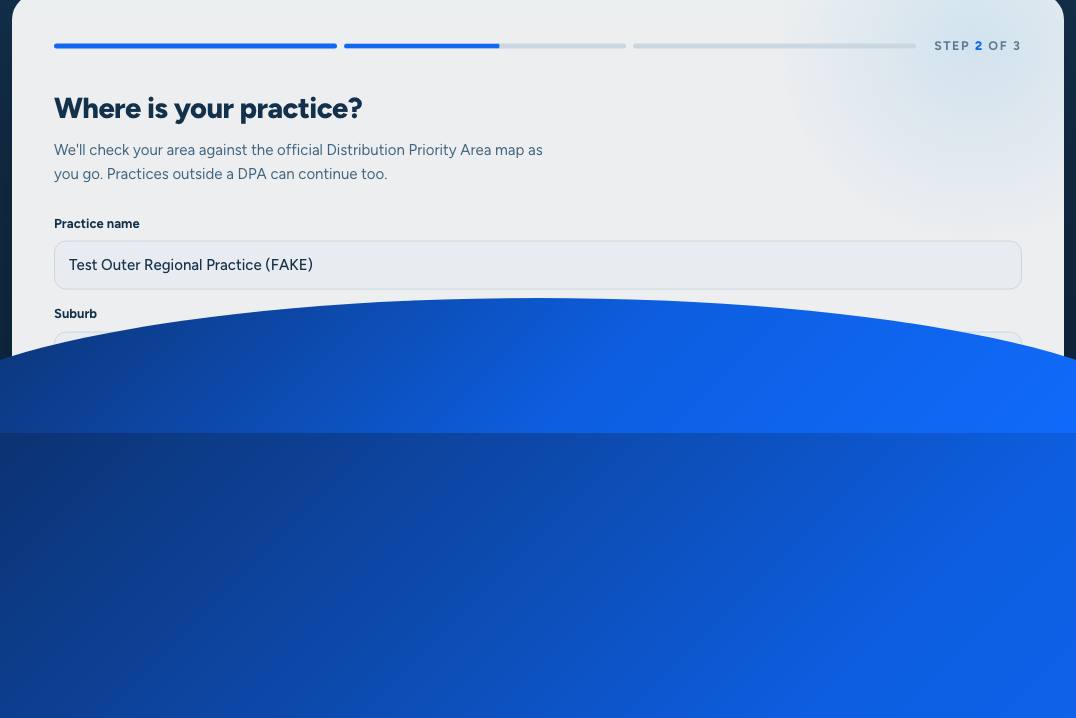 STEP 2 OF 3
Where is your practice?
We'll check your area against the official Distribution Priority Area map as
you go. Practices outside a DPA can continue too.
Practice name
Test Outer Regional Practice (FAKE)
Suburb